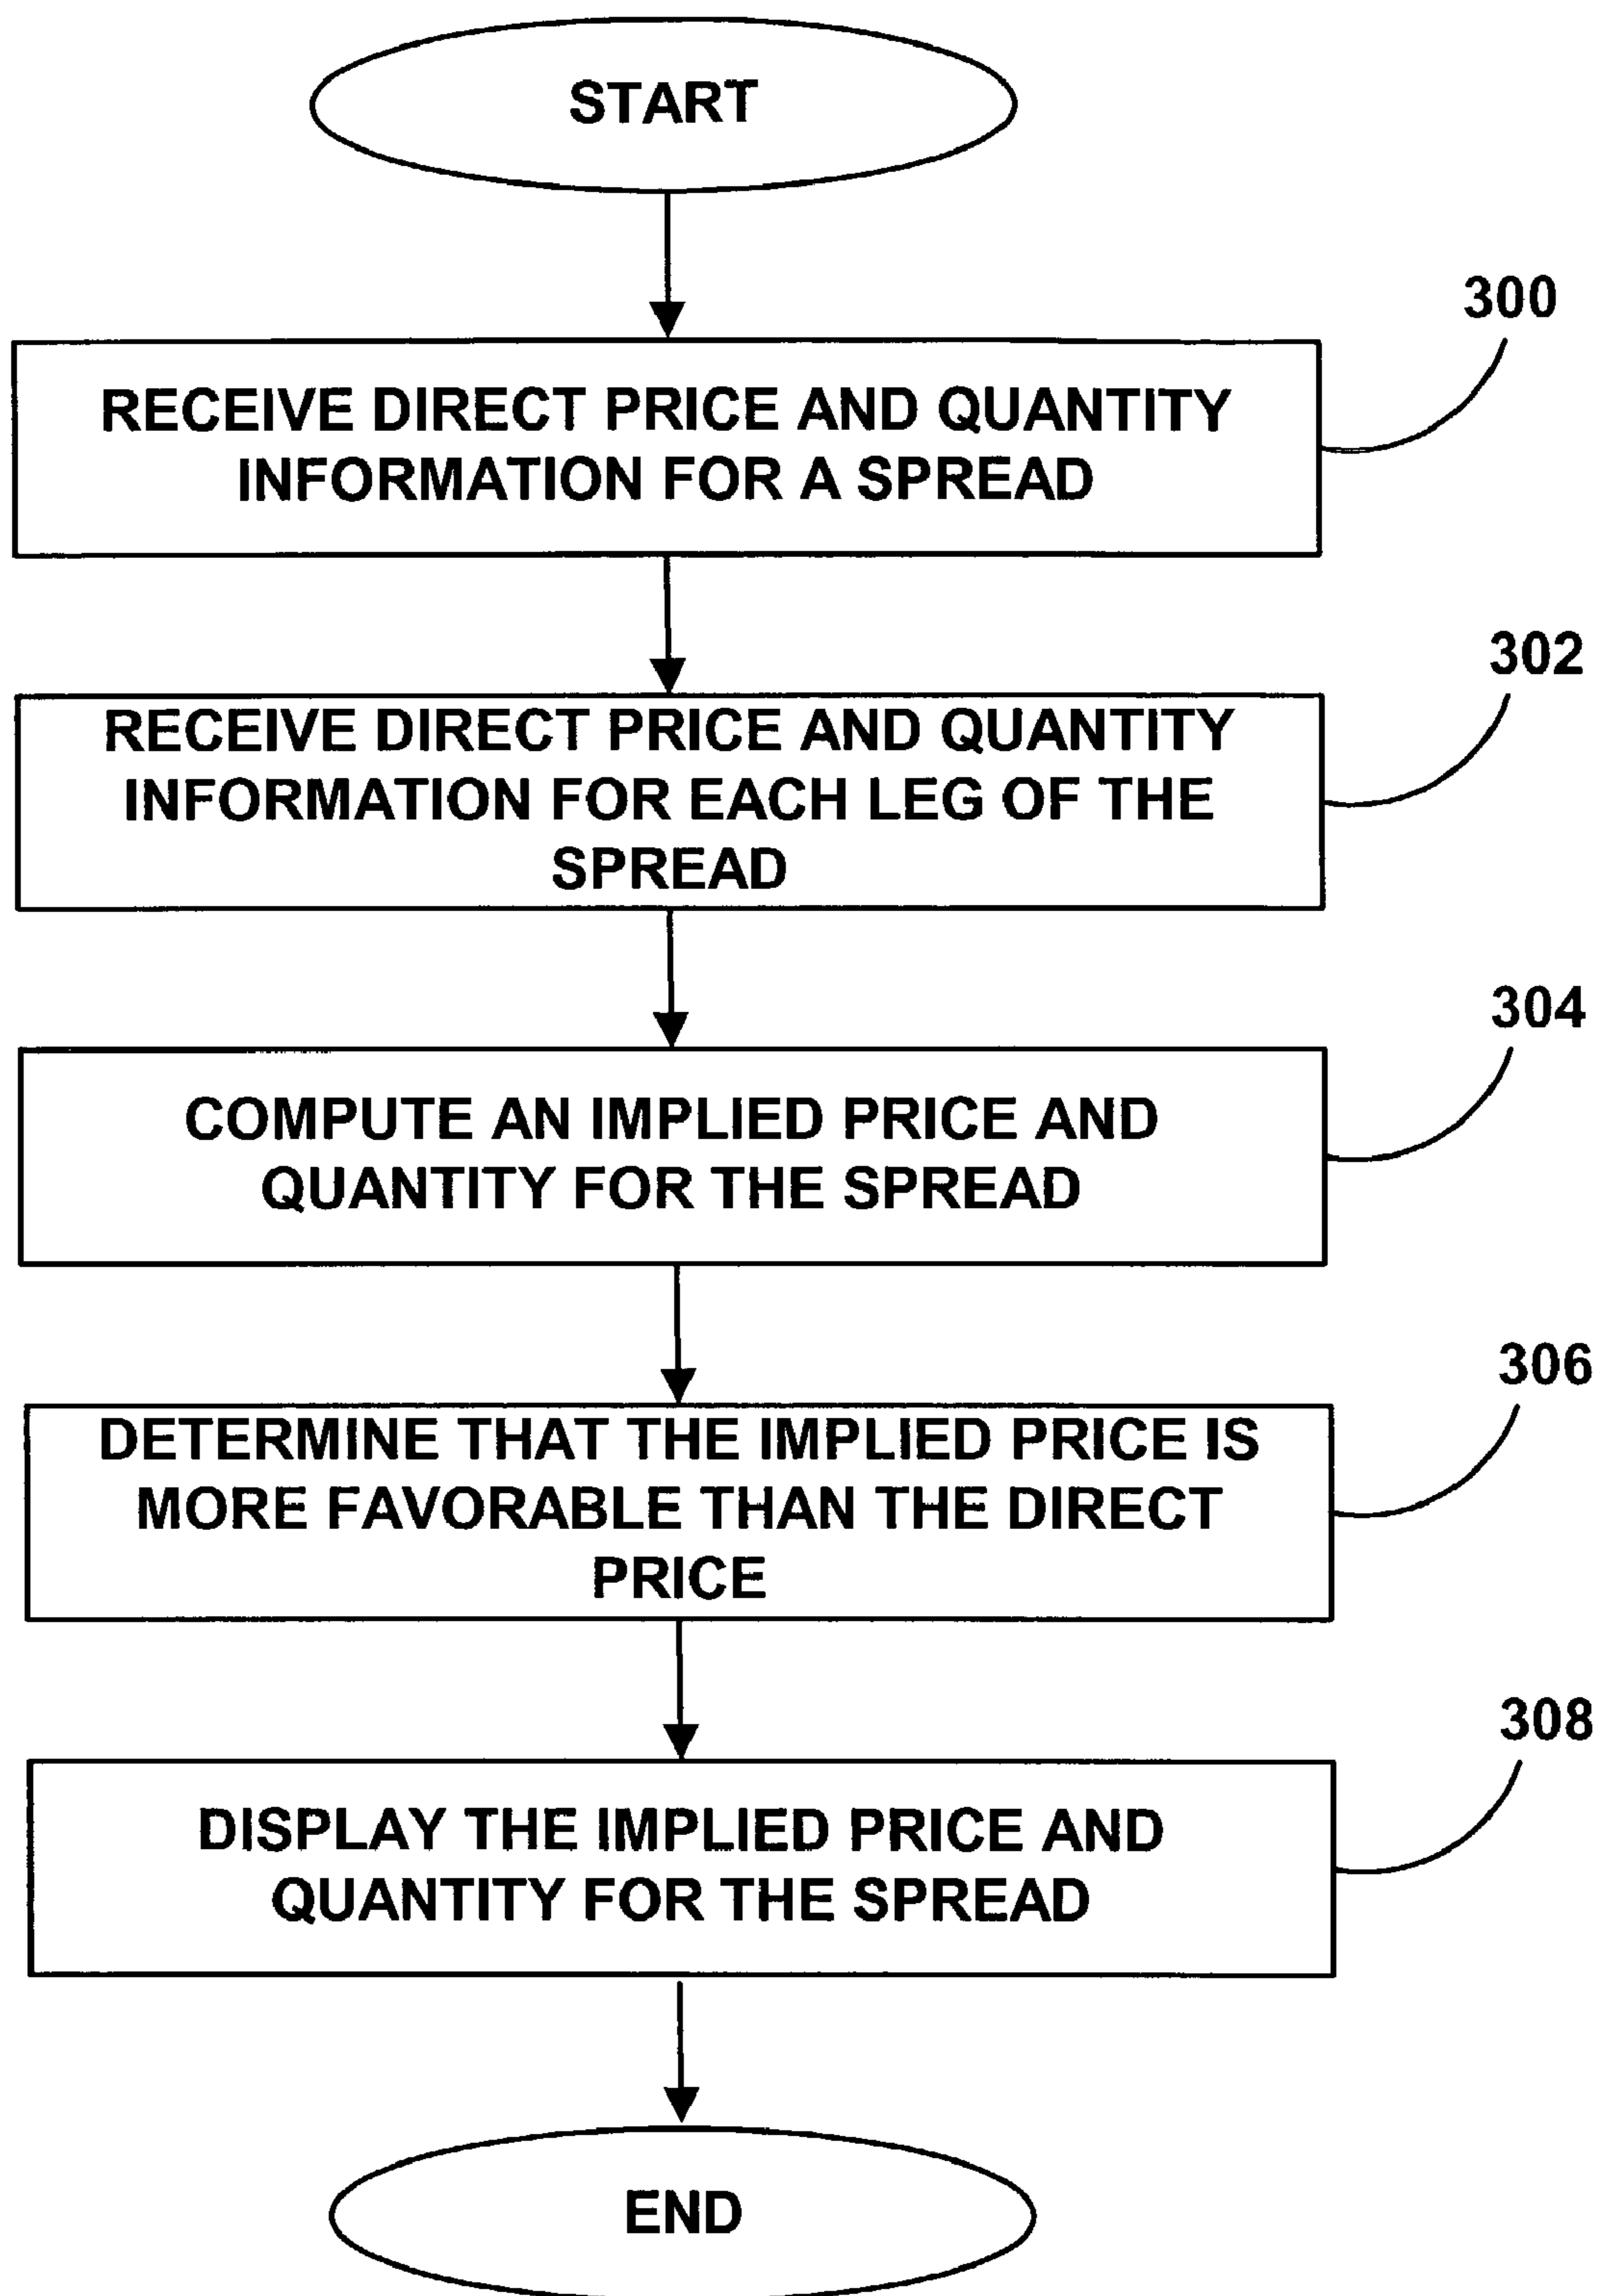 START
300
RECEIVE DIRECT PRICE AND QUANTITY
INFORMATION FOR A SPREAD
302
RECEIVE DIRECT PRICE AND QUANTITY
INFORMATION FOR EACH LEG OF THE
SPREAD
304
COMPUTE AN IMPLIED PRICE AND
QUANTITY FOR THE SPREAD
306
DETERMINE THAT THE IMPLIED PRICE IS
MORE FAVORABLE THAN THE DIRECT
PRICE
308
DISPLAY THE IMPLIED PRICE AND
QUANTITY FOR THE SPREAD
END